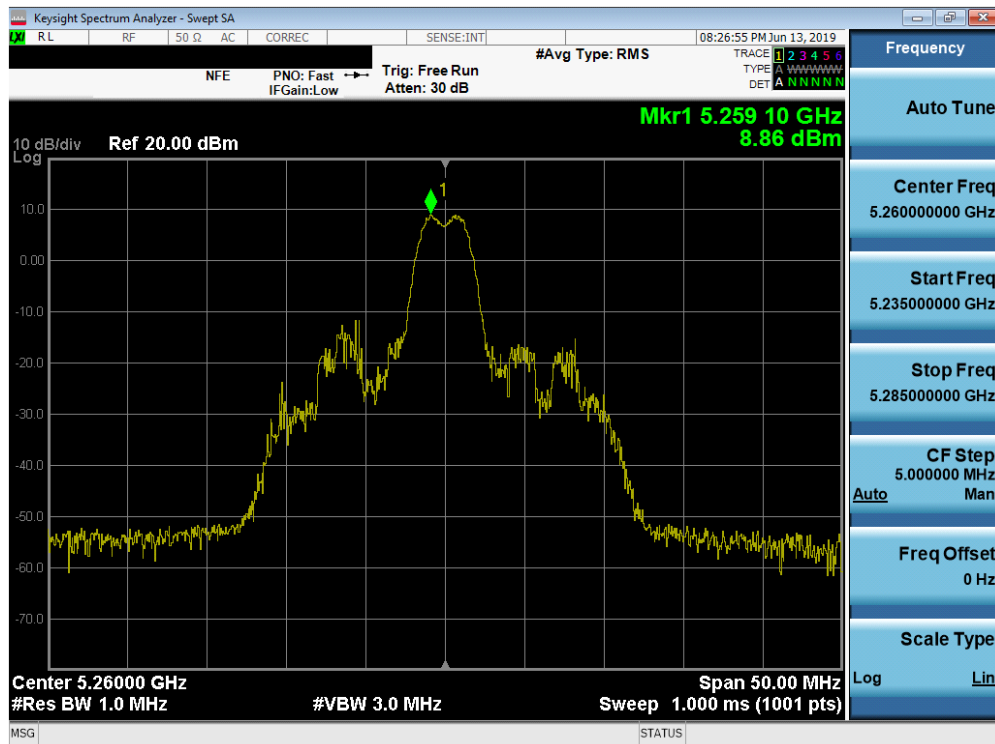 Keysight Spectrum Analyzer - Swept SA
LXI RL RF 50 Ω AC CORREC SENSE:INT 08:26:55 PM Jun 13, 2019
#Avg Type: RMS TRACE 1 2 3 4 5 6
NFE PNO: Fast Trig: Free Run TYPE A WWWWW
IFGain:Low Atten: 30 dB DET A N N N N N
Mkr1 5.259 10 GHz
8.86 dBm
10 dB/div Ref 20.00 dBm
Log
1
10.0
0.00
-10.0
-20.0
-30.0
-40.0
-50.0
-60.0
-70.0
Center 5.26000 GHz Span 50.00 MHz
#Res BW 1.0 MHz #VBW 3.0 MHz Sweep 1.000 ms (1001 pts)
MSG STATUS
Frequency
Auto Tune
Center Freq
5.260000000 GHz
Start Freq
5.235000000 GHz
Stop Freq
5.285000000 GHz
CF Step
5.000000 MHz
Auto Man
Freq Offset
0 Hz
Scale Type
Log Lin